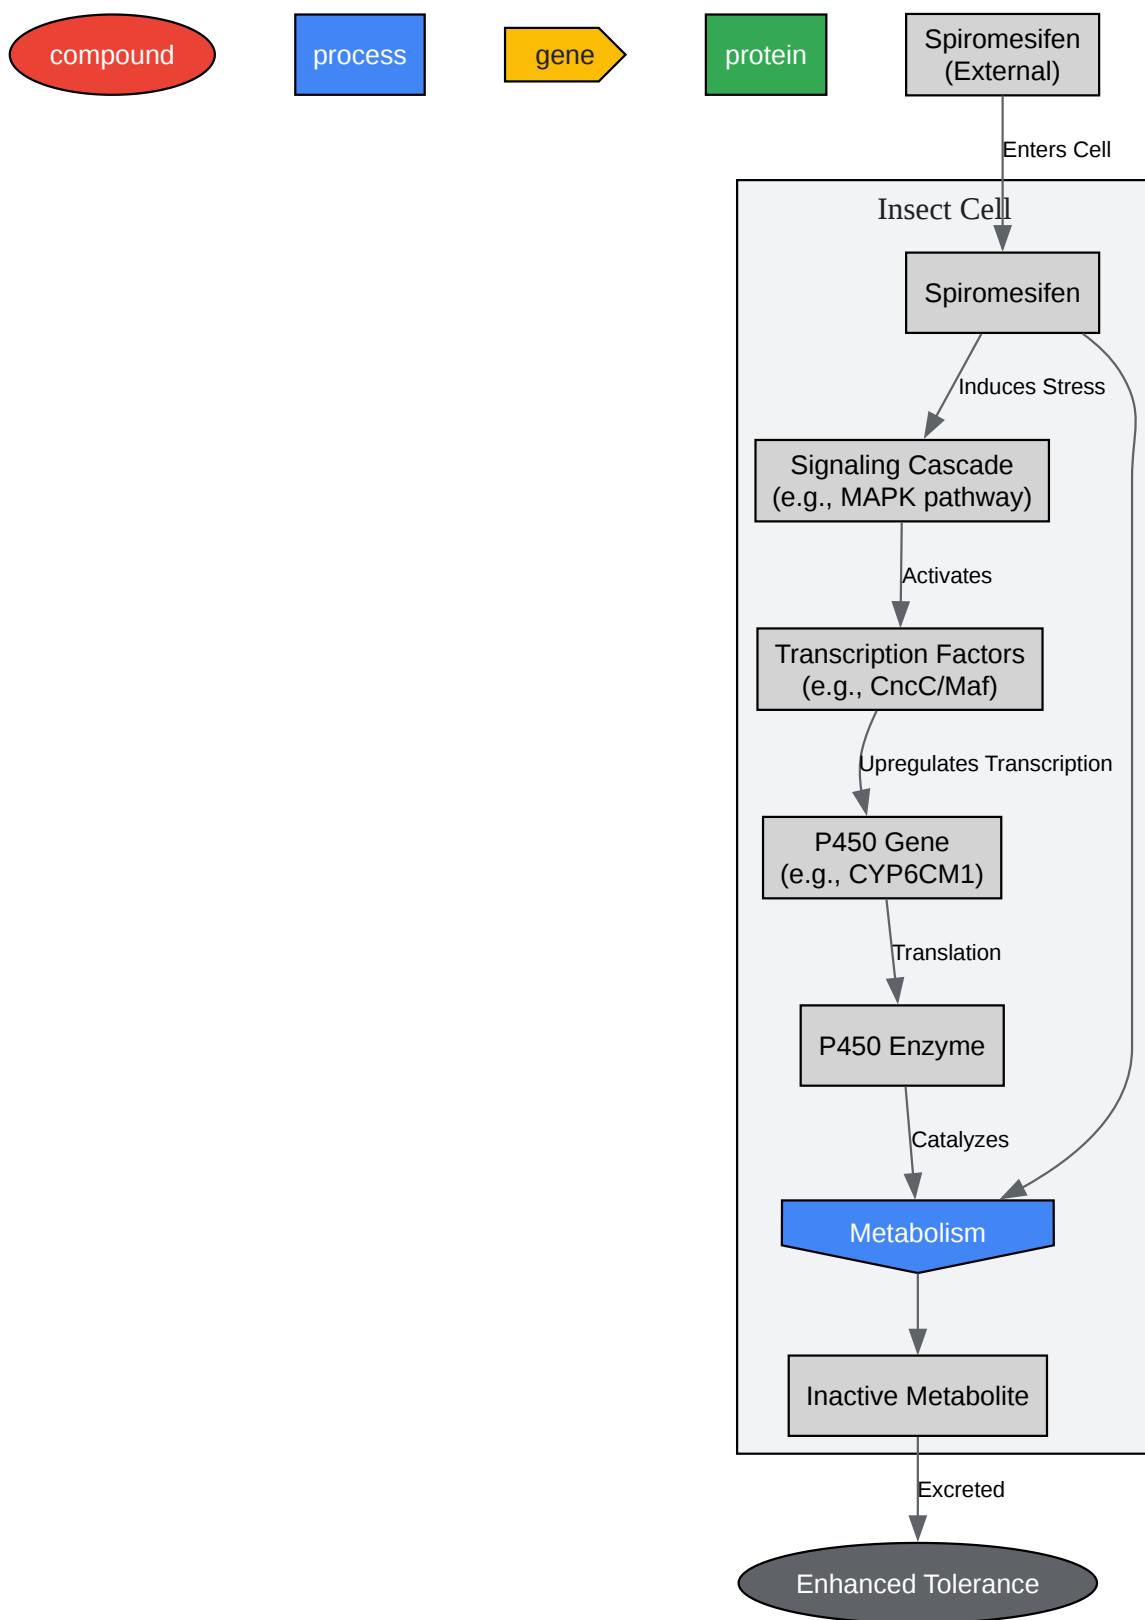 compound
process
gene
protein
Spiromesifen
(External)
Enters Cell
Insect Cell
Spiromesifen
Induces Stress
Signaling Cascade
(e.g., MAPK pathway)
Activates
Transcription Factors
(e.g., CncC/Maf)
Upregulates Transcription
P450 Gene
(e.g., CYP6CM1)
Translation
P450 Enzyme
Catalyzes
Metabolism
Inactive Metabolite
Excreted
Enhanced Tolerance